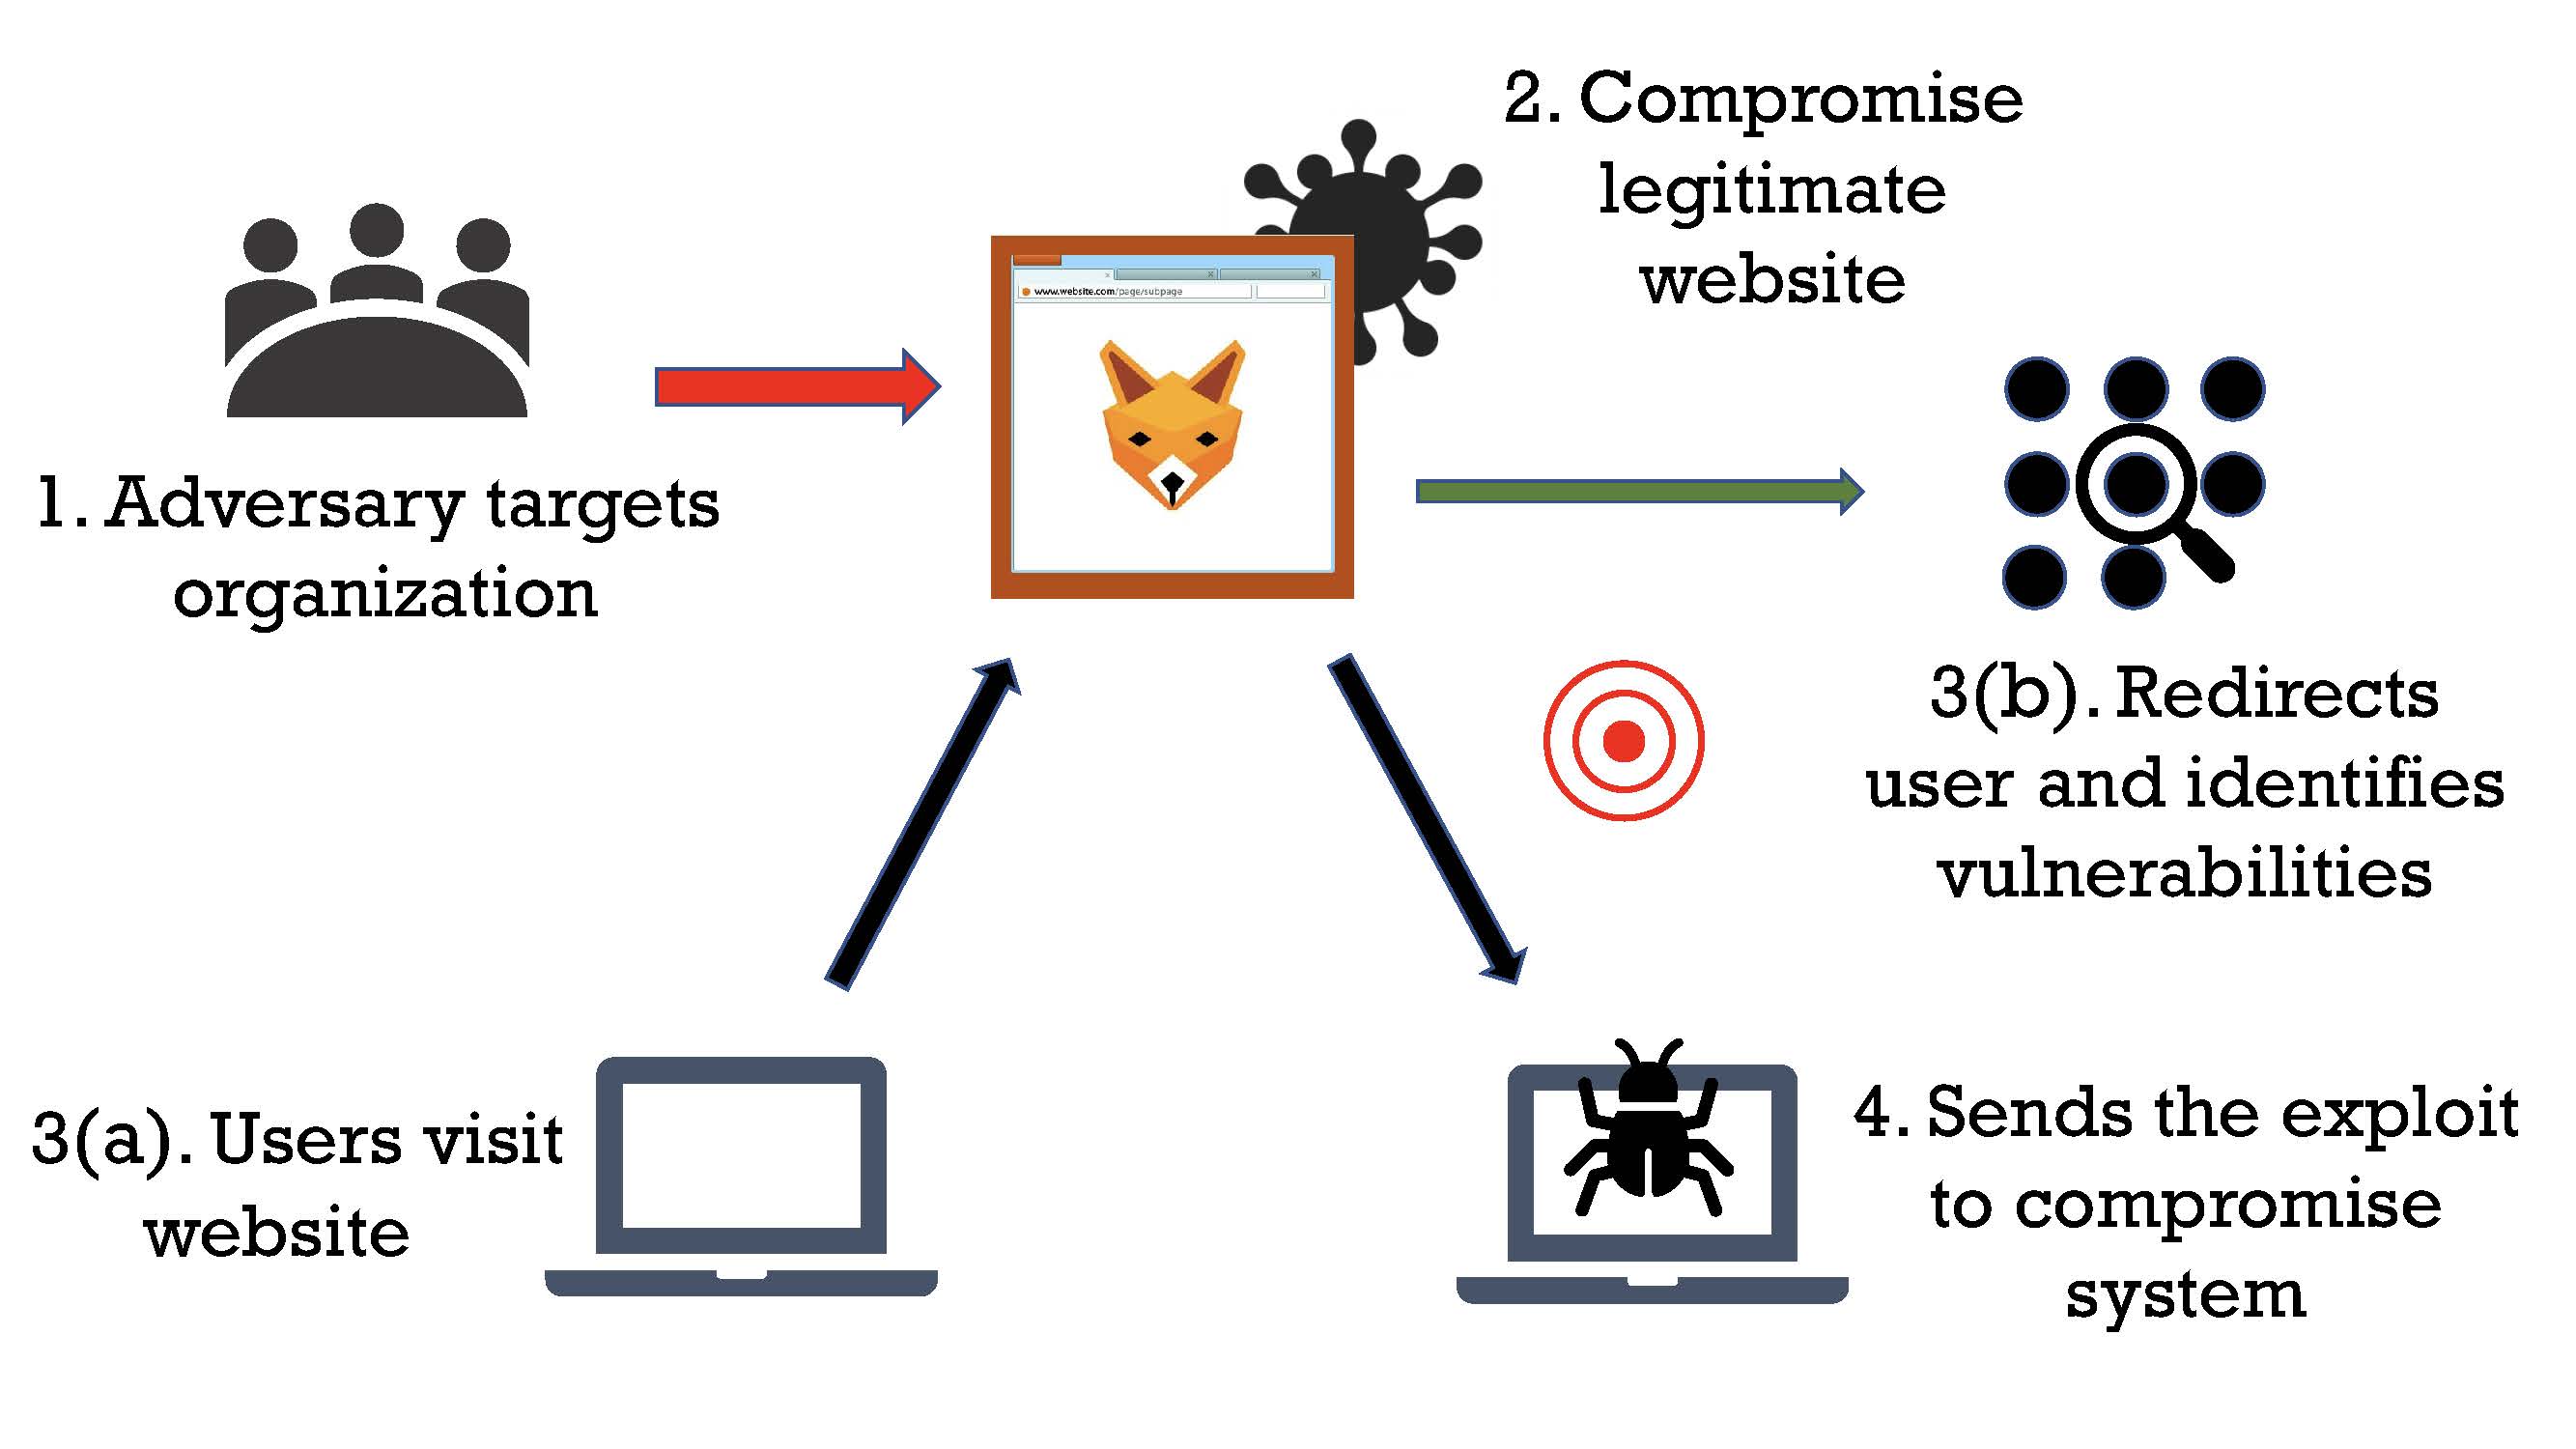 1. Adversary targets
organization
www.website.com/page/subpage
2. Compromise
legitimate
website
3(a). Users visit
website
3(b). Redirects
user and identifies
vulnerabilities
4. Sends the exploit
to compromise
system